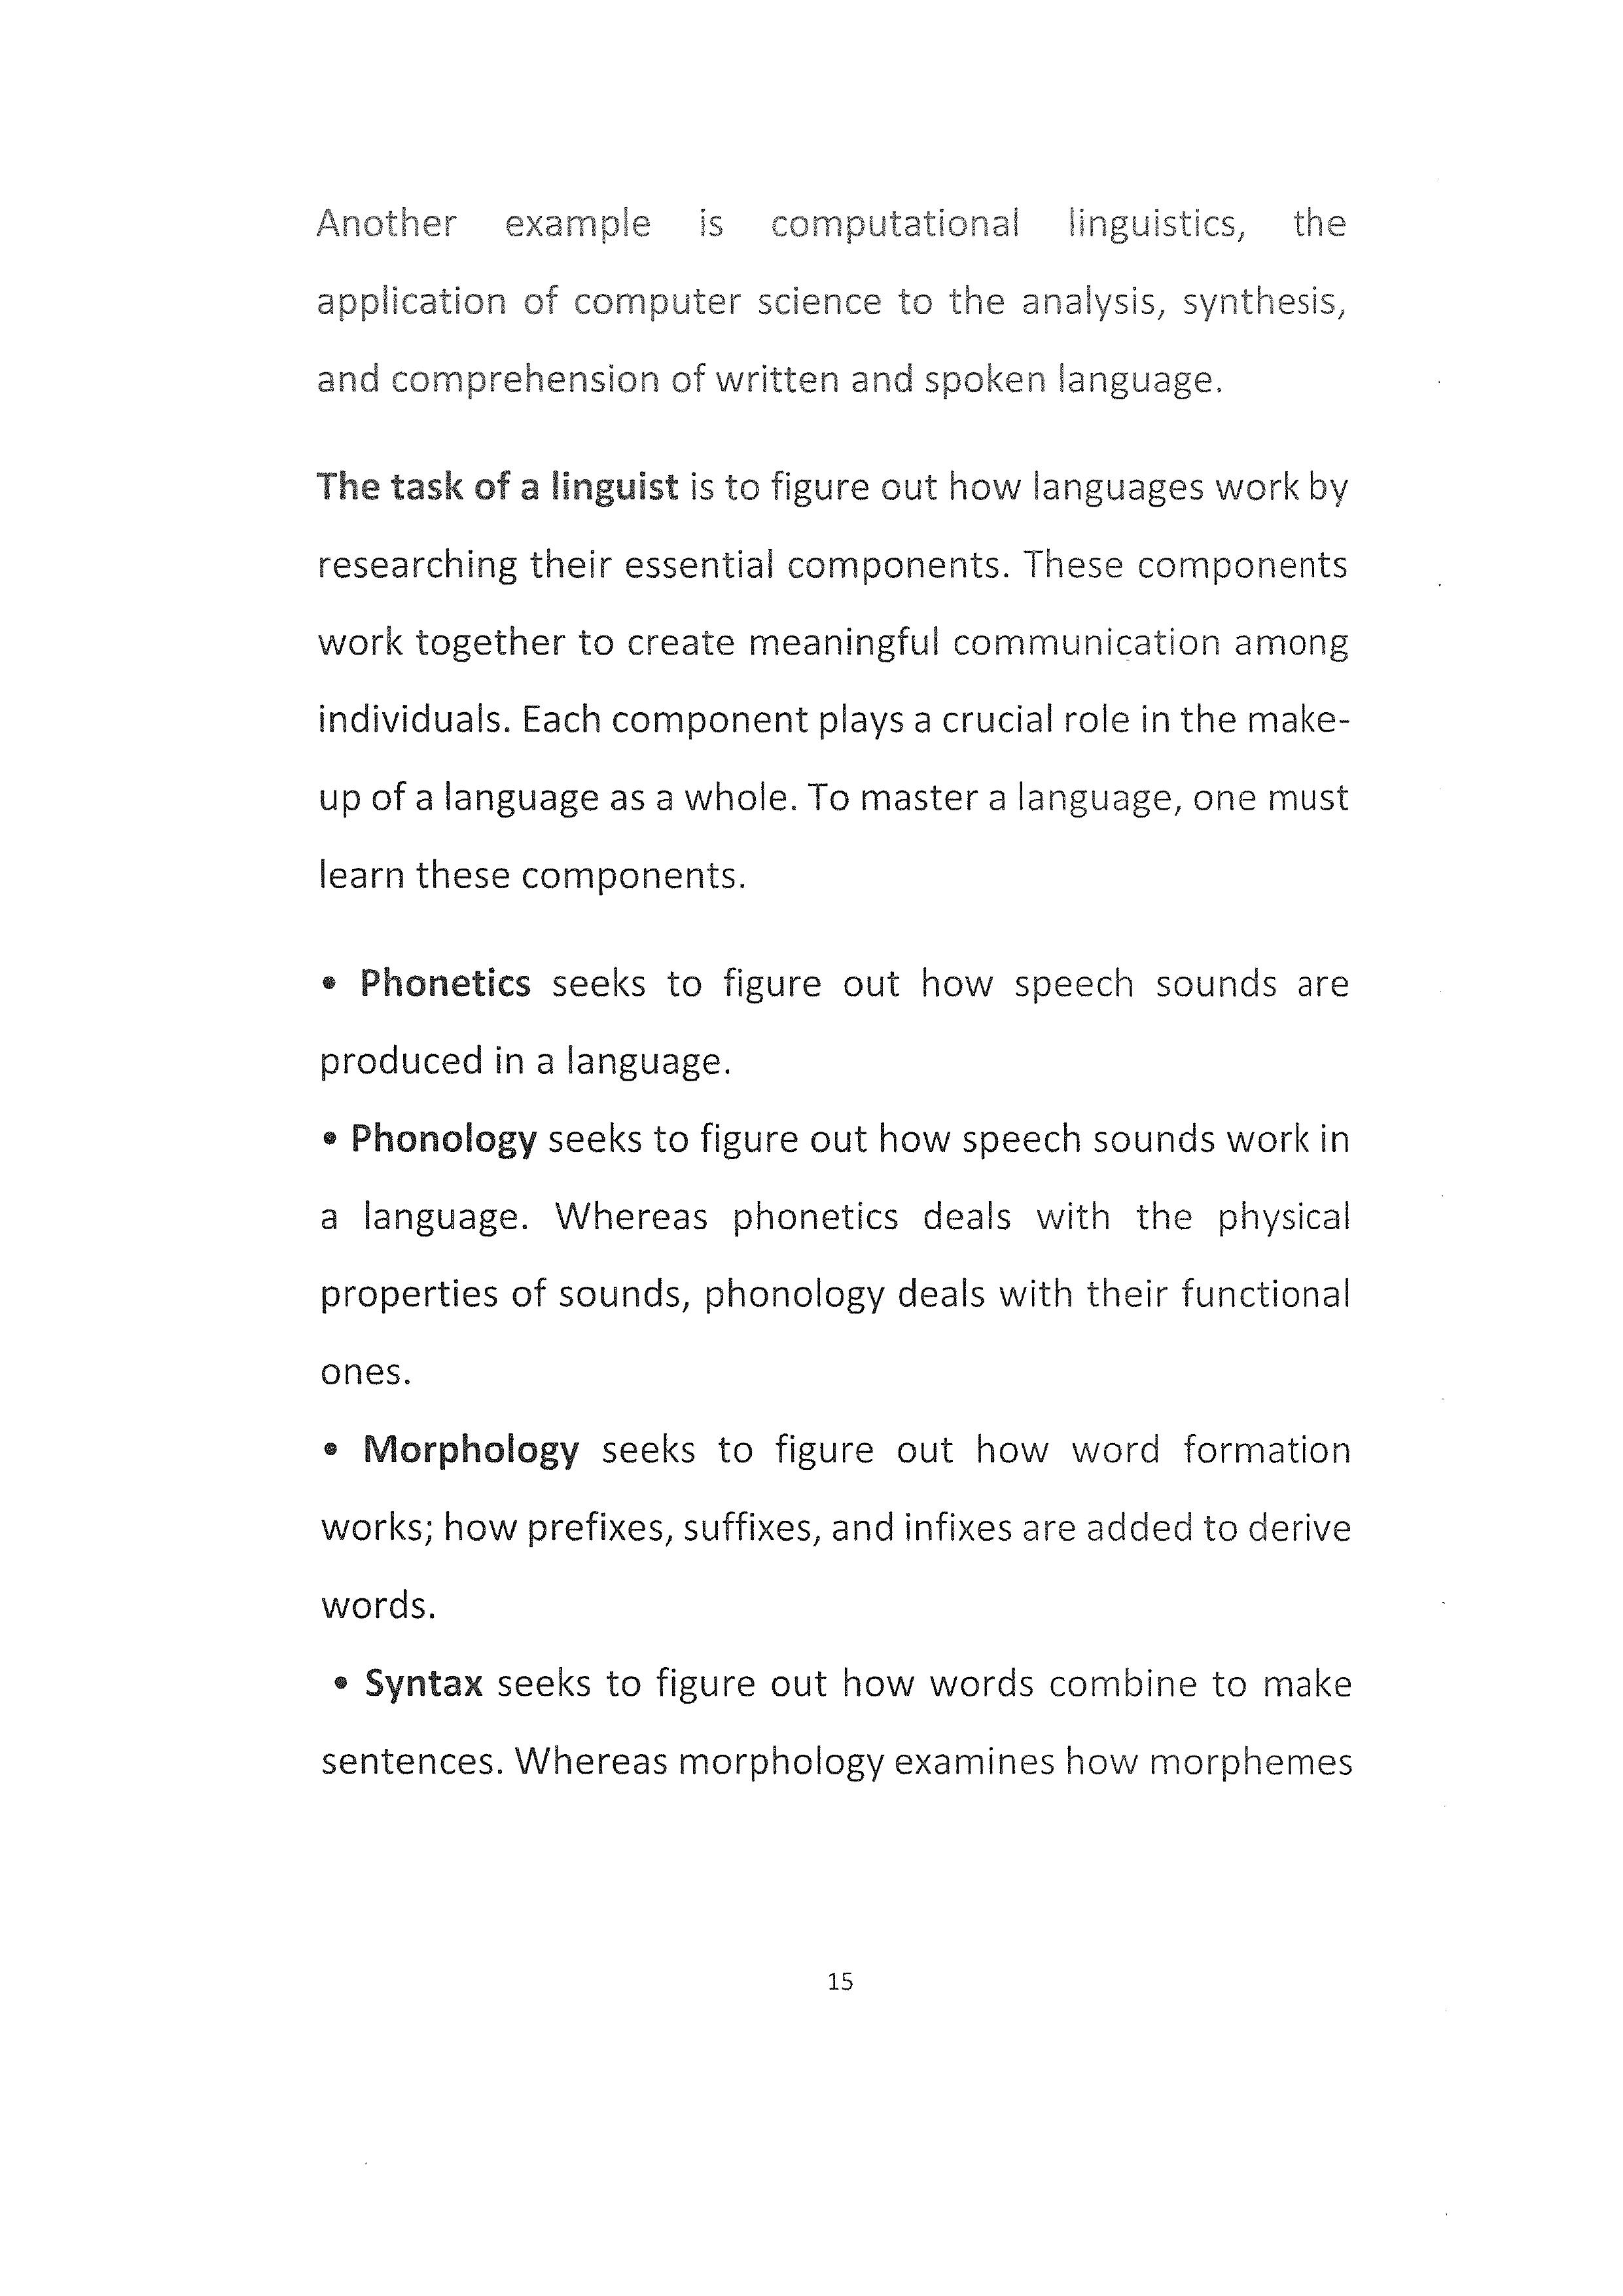 Another example is computational linguistics, the
application of computer science to the analysis, synthesis,
and comprehension of written and spoken language.
The task of a linguist is to figure out how languages work by
researching their essential components. These components
work together to create meaningful communication among
individuals. Each component plays a crucial role in the make-
up of a language as a whole. To master a language, one must
learn these components.
• Phonetics seeks to figure out how speech sounds are
produced in a language.
• Phonology seeks to figure out how speech sounds work in
a language. Whereas phonetics deals with the physical
properties of sounds, phonology deals with their functional
ones.
• Morphology seeks to figure out how word formation
works; how prefixes, suffixes, and infixes are added to derive
words.
• Syntax seeks to figure out how words combine to make
sentences. Whereas morphology examines how morphemes
15